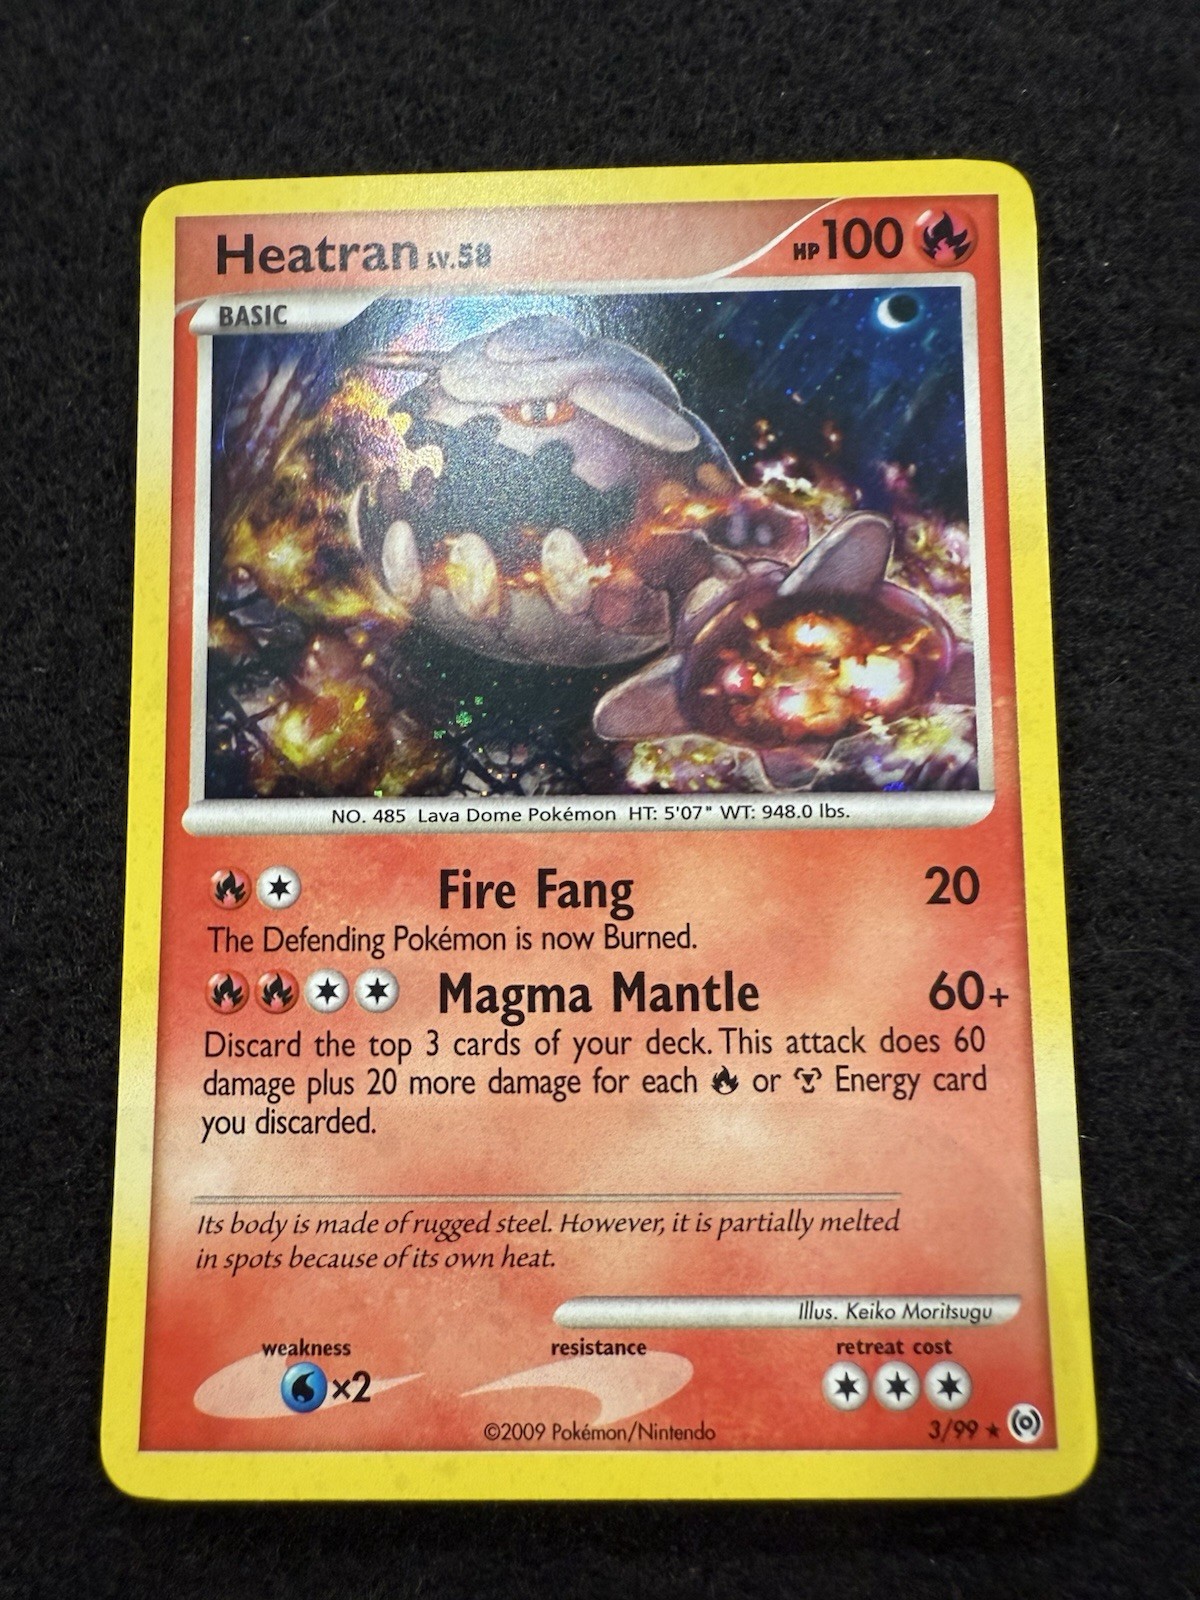 Heatran LV.58 HP 100
BASIC
NO. 485 Lava Dome Pokémon HT: 5'07" WT: 948.0 lbs.
Fire Fang 20
The Defending Pokémon is now Burned.
Magma Mantle 60+
Discard the top 3 cards of your deck. This attack does 60
damage plus 20 more damage for each or Energy card
you discarded.
Its body is made of rugged steel. However, it is partially melted
in spots because of its own heat.
Illus. Keiko Moritsugu
weakness resistance retreat cost
×2
©2009 Pokémon/Nintendo 3/99 ★